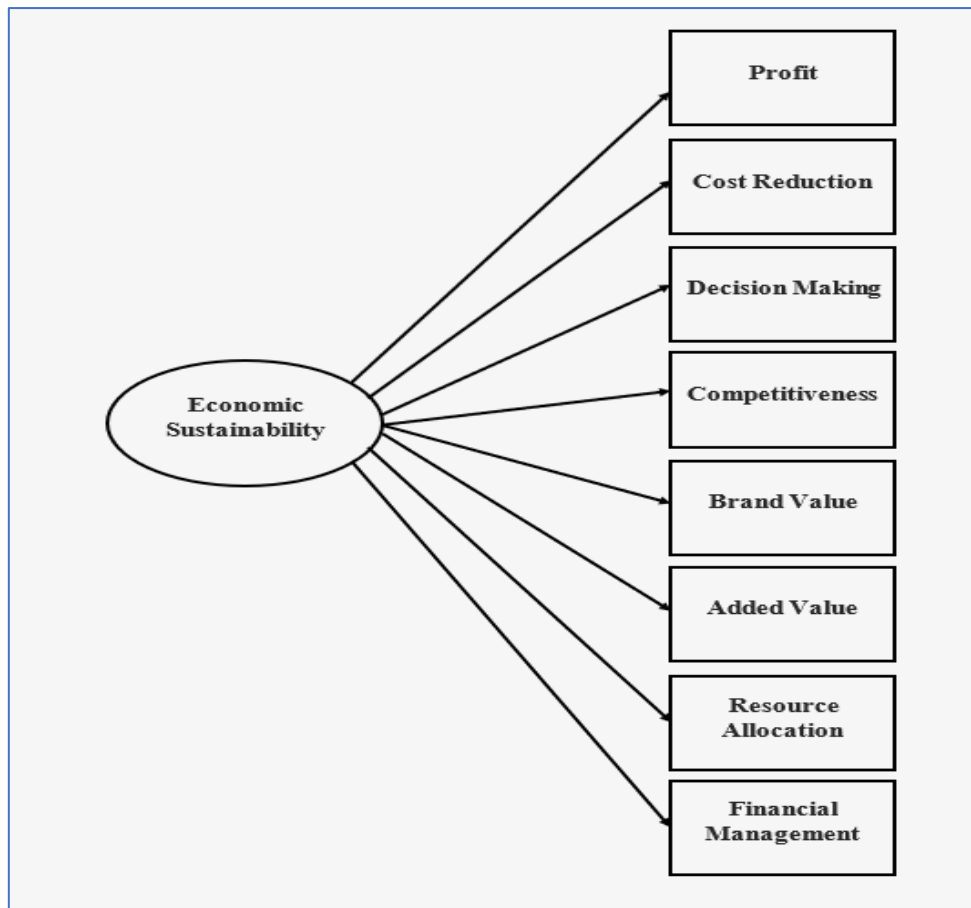 Profit
Cost Reduction
Decision Making
Competitiveness
Economic
Sustainability
Brand Value
Added Value
Resource
Allocation
Financial
Management